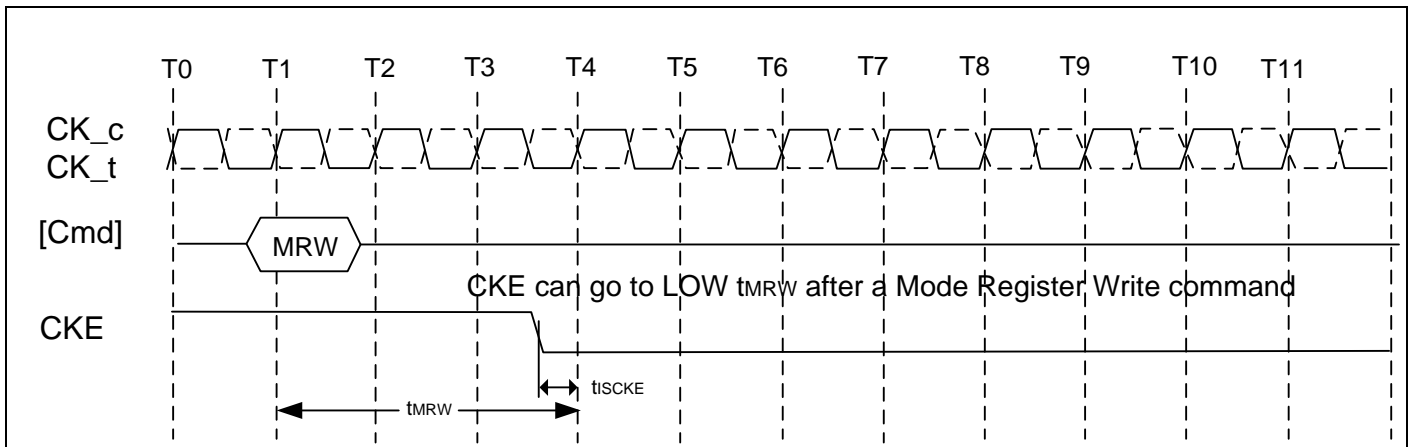 T0 T1 T2 T3 T4 T5 T6 T7 T8 T9 T10 T11
CK_c
CK_t
[Cmd]
MRW
CKE can go to LOW tMRW after a Mode Register Write command
CKE
tISCKE
tMRW